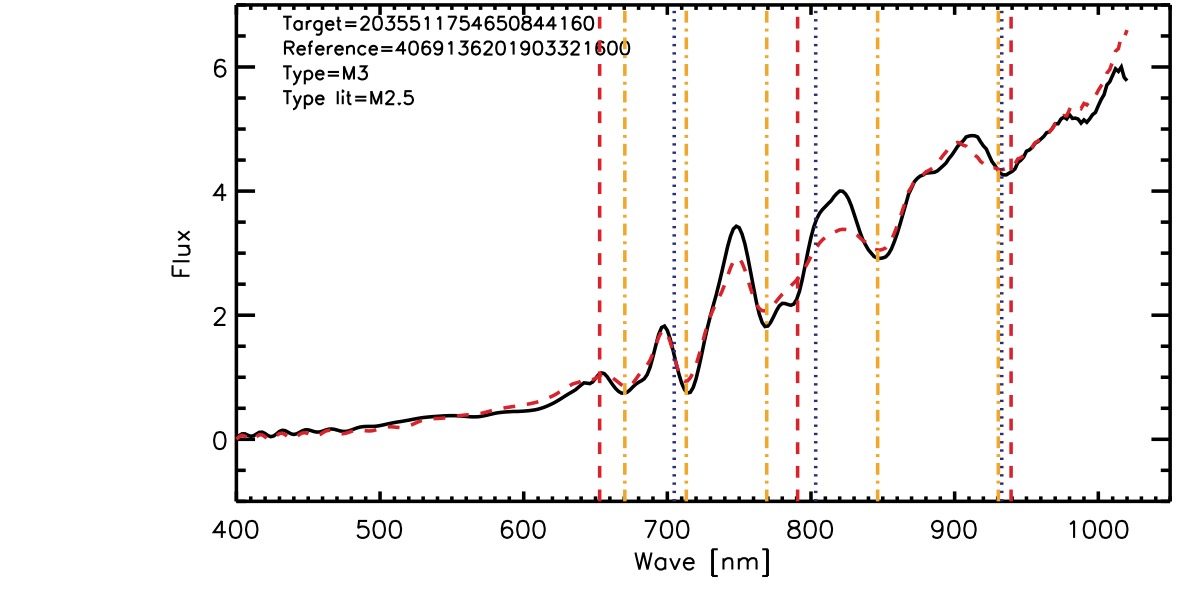 Target=2035511754650844160
Reference=4069136201903321600
Type=M3
Type lit=M2.5
6
4
2
0
Flux
400 500 600 700 800 900 1000
Wave [nm]